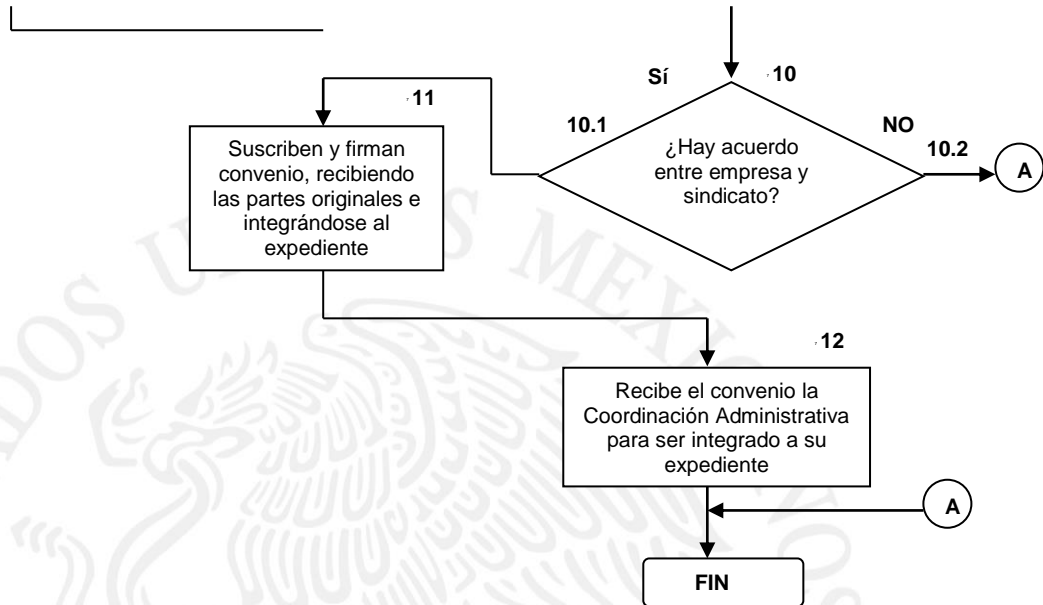 Sí
10
11
10.1
NO
10.2
A
¿Hay acuerdo
entre empresa y
sindicato?
Suscriben y firman
convenio, recibiendo
las partes originales e
integrándose al
expediente
12
Recibe el convenio la
Coordinación Administrativa
para ser integrado a su
expediente
A
FIN